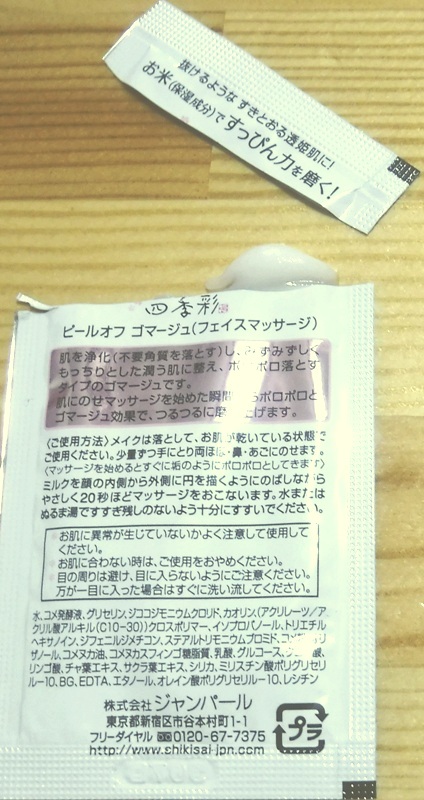 抜けるような すきとおる透姫肌に!
お米(保湿成分)ですっぴん力を磨く!
四季彩
ピールオフ ゴマージュ(フェイスマッサージ)
肌を浄化(不要角質を落とす)し、みずみずしく
もっちりとした潤う肌に整え、ポロポロ落とす
タイプのゴマージュです。
肌にのせマッサージを始めた瞬間 ポロポロと
ゴマージュ効果で、つるつるに磨 上げます。
〈ご使用方法〉メイクは落として、お肌が乾いている状態で
ご使用ください。少量ずつ手にとり両ほほ・鼻・あごにのせます。
〈マッサージを始めるとすぐに垢のようにポロポロとしてきます〉
ミルクを顔の内側から外側に円を描くようにのばしながら
やさしく20秒ほどマッサージをおこないます。水または
ぬるま湯ですすぎ残しのないよう十分にすすいでください。
お肌に異常が生じていないかよく注意して使用して
ください。
お肌に合わない時は、ご使用をおやめください。
目の周りは避け、目に入らないようにご注意ください。
万が一目に入った場合はすぐに洗い流してください。
水、コメ発酵液、グリセリン、ジココジモニウムクロリド、カオリン、(アクリレーツ/ア
クリル酸アルキル(C10-30))クロスポリマー、イソプロパノール、トリエチル
ヘキサノイン、ジフェニルジメチコン、ステアルトリモニウムブロミド、
ザノール、コメヌカ油、コメヌカスフィンゴ糖脂質、乳酸、グルコース、 酸、
リンゴ酸、チャ葉エキス、サクラ葉エキス、シリカ、ミリスチン酸ポリグリセリ
ル-10、BG、EDTA、エタノール、オレイン酸ポリグリセリル-10、レシチン
株式会社 ジャンパール
東京都新宿区市谷本村町1-1
フリーダイヤル 0120-67-7375
http://www.shikisai-jpn.com
プラ